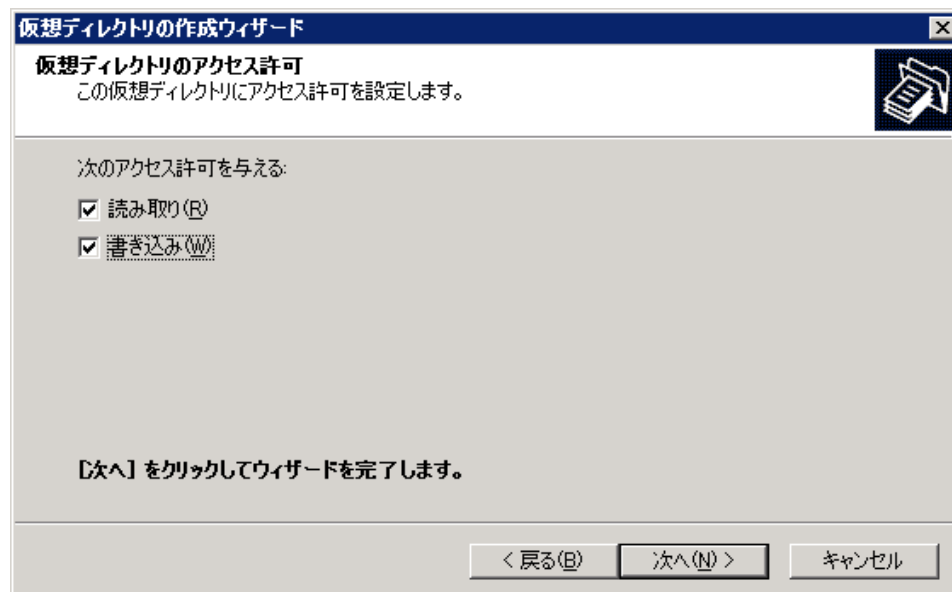 仮想ディレクトリの作成ウィザード
仮想ディレクトリのアクセス許可
この仮想ディレクトリにアクセス許可を設定します。
次のアクセス許可を与える:
読み取り(R)
書き込み(W)
[次へ] をクリックしてウィザードを完了します。
< 戻る(B) 次へ(N) > キャンセル